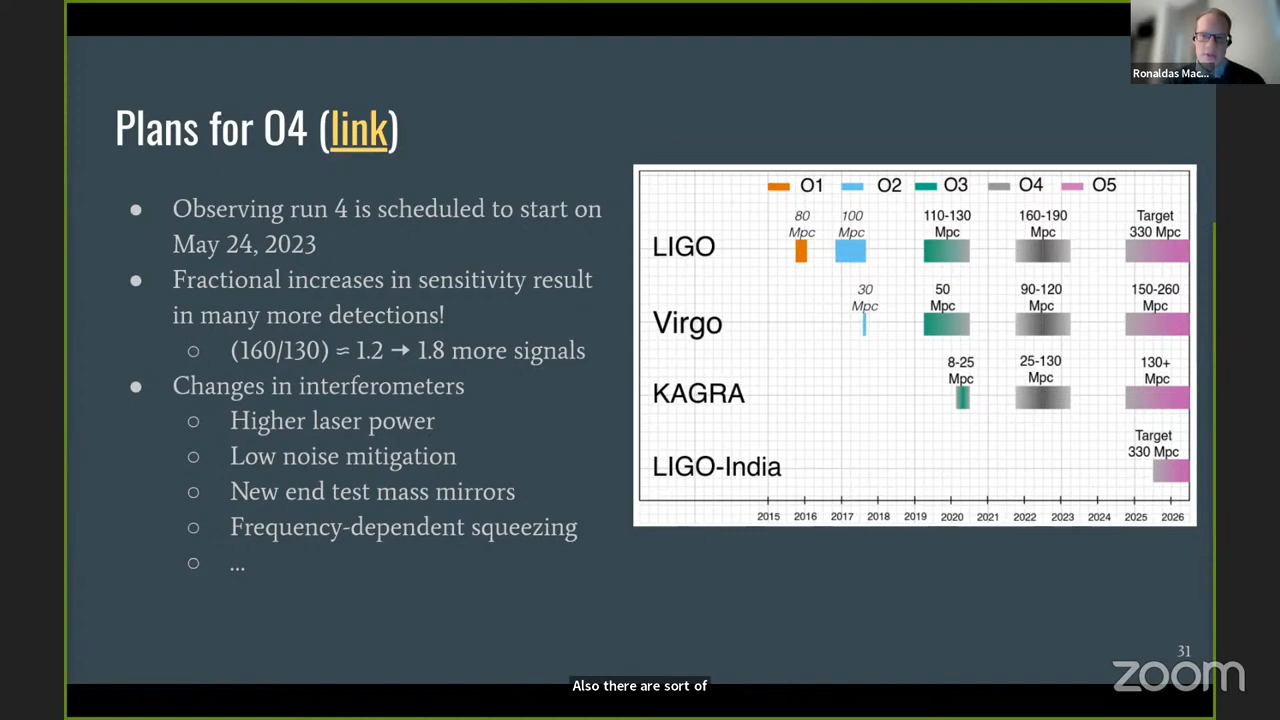 Ronaldas Mac...
Plans for O4 (link)
● Observing run 4 is scheduled to start on
May 24, 2023
● Fractional increases in sensitivity result
in many more detections!
○ (160/130) ≈ 1.2 → 1.8 more signals
● Changes in interferometers
○ Higher laser power
○ Low noise mitigation
○ New end test mass mirrors
○ Frequency-dependent squeezing
○ ...
O1 O2 O3 O4 O5
80 100 110-130 160-190 Target
Mpc Mpc Mpc Mpc 330 Mpc
LIGO
30 50 90-120 150-260
Mpc Mpc Mpc Mpc
Virgo
8-25 25-130 130+
Mpc Mpc Mpc
KAGRA
Target
330 Mpc
LIGO-India
2015 2016 2017 2018 2019 2020 2021 2022 2023 2024 2025 2026
31
zoom
Also there are sort of